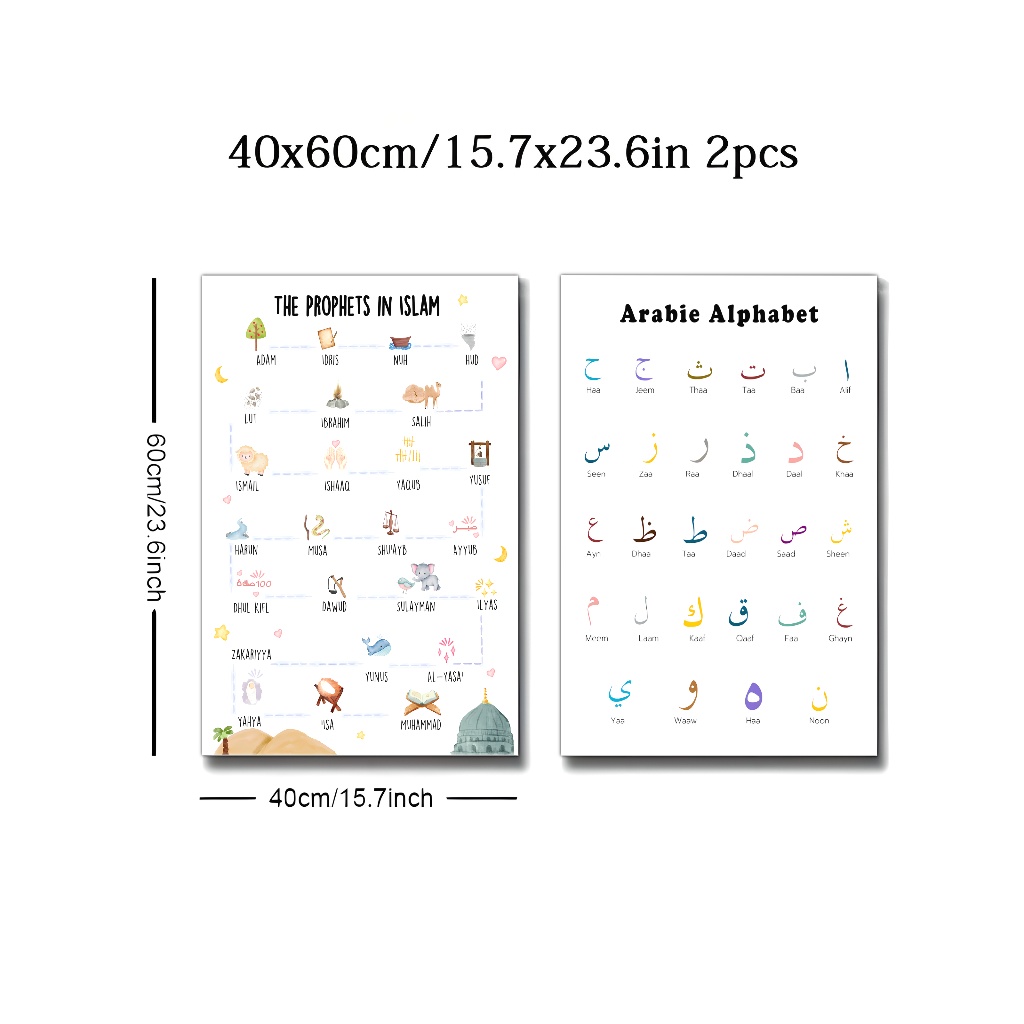 40x60cm/15.7x23.6in 2pcs
THE PROPHETS IN ISLAM
ADAM IDRIS NUH HUD
LUT IBRAHIM SALIH
ISMAIL ISHAAQ YAQUB YUSUF
صبر
HARUN MUSA SHU'AYB AYYUB
DHUL KIFL DAWUD SULAYMAN ILYAS
ZAKARIYYA
YUNUS AL-YASA'
YAHYA 'ISA MUHAMMAD
Arabie Alphabet
ا ب ت ث ج ح
Haa Jeem Thaa Taa Baa Alif
خ د ذ ر ز س
Seen Zaa Raa Dhaal Daal Khaa
ش ص ض ط ظ ع
Ayn Dhaa Taa Daad Saad Sheen
غ ف ق ك ل م
Meem Laam Kaaf Qaaf Faa Ghayn
ن ه و ي
Yaa Waaw Haa Noon
60cm/23.6inch
40cm/15.7inch